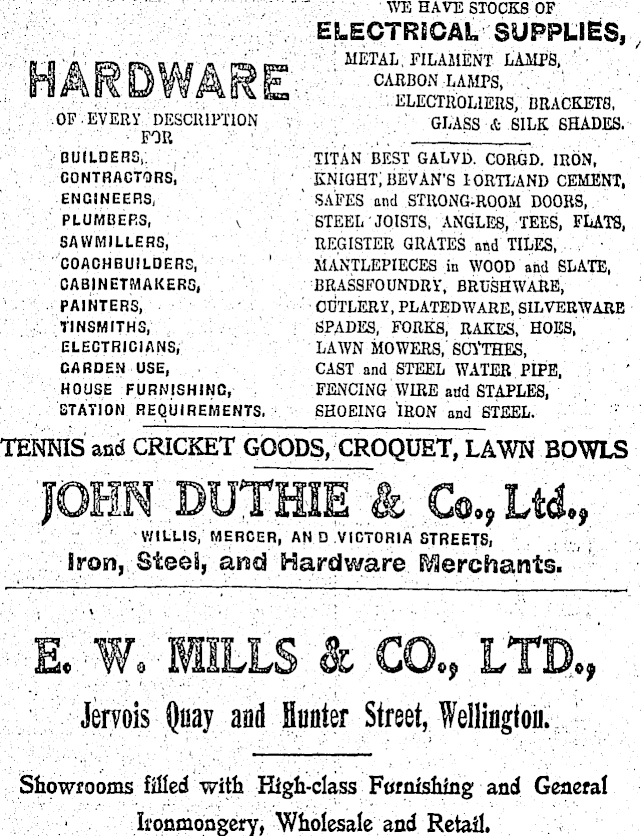 WE HAVE STOCKS OF
ELECTRICAL SUPPLIES,
METAL FILAMENT LAMPS,
CARBON LAMPS,
ELECTROLIERS, BRACKETS,
GLASS & SILK SHADES.
HARDWARE
OF EVERY DESCRIPTION
FOR
BUILDERS,
CONTRACTORS,
ENGINEERS,
PLUMBERS,
SAWMILLERS,
COACHBUILDERS,
CABINETMAKERS,
PAINTERS,
TINSMITHS,
ELECTRICIANS,
GARDEN USE,
HOUSE FURNISHING,
STATION REQUIREMENTS.
TITAN BEST GALVD. CORGD. IRON,
KNIGHT, BEVAN'S PORTLAND CEMENT,
SAFES and STRONG-ROOM DOORS,
STEEL JOISTS, ANGLES, TEES, FLATS,
REGISTER GRATES and TILES,
MANTLEPIECES in WOOD and SLATE,
BRASSFOUNDRY, BRUSHWARE,
CUTLERY, PLATEDWARE, SILVERWARE
SPADES, FORKS, RAKES, HOES,
LAWN MOWERS, SCYTHES,
CAST and STEEL WATER PIPE,
FENCING WIRE and STAPLES,
SHOEING IRON and STEEL.
TENNIS and CRICKET GOODS, CROQUET, LAWN BOWLS
JOHN DUTHIE & Co., Ltd.,
WILLIS, MERCER, AND VICTORIA STREETS,
Iron, Steel, and Hardware Merchants.
E. W. MILLS & CO., LTD.,
Jervois Quay and Hunter Street, Wellington.
Showrooms filled with High-class Furnishing and General
Ironmongery, Wholesale and Retail.